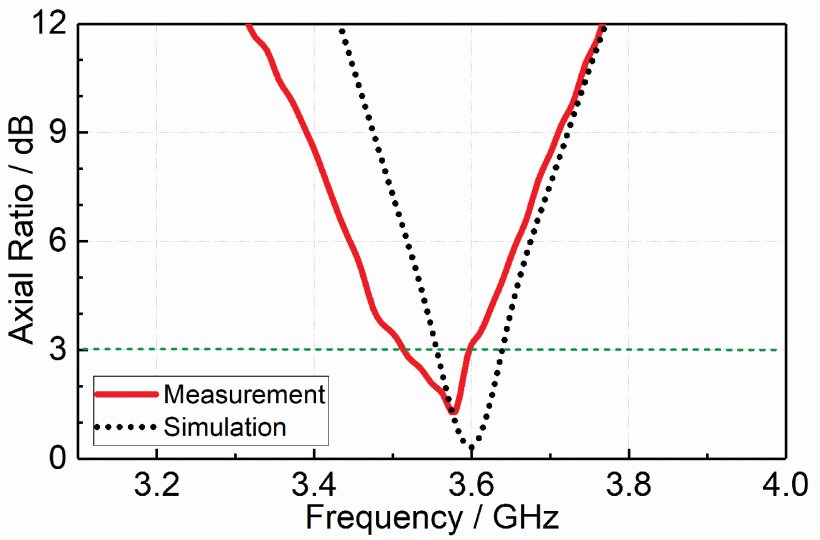 12
9
6
3
0
Axial Ratio / dB
Measurement
Simulation
3.2 3.4 3.6 3.8 4.0
Frequency / GHz